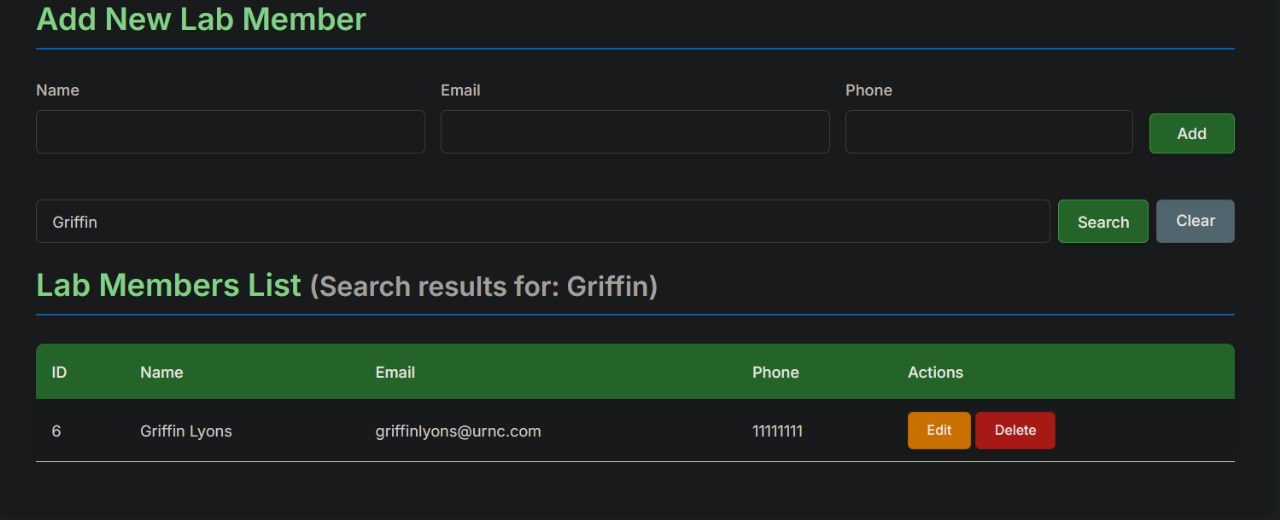 Add New Lab Member
Name Email Phone
Add
Griffin Search Clear
Lab Members List (Search results for: Griffin)
ID Name Email Phone Actions
6 Griffin Lyons griffinlyons@urnc.com 11111111 Edit Delete